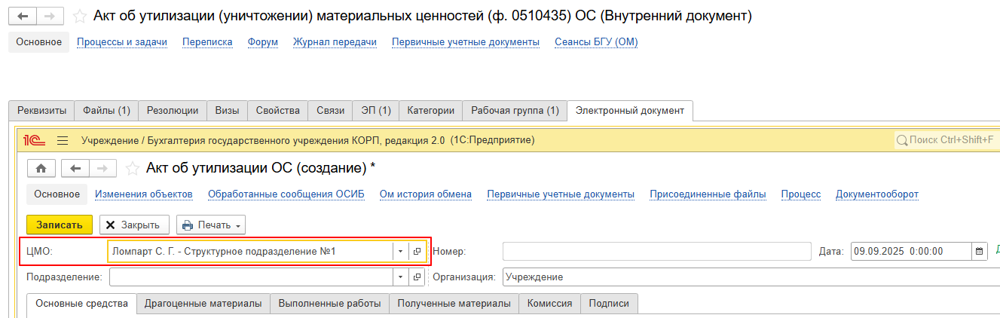 Акт об утилизации (уничтожении) материальных ценностей (ф. 0510435) ОС (Внутренний документ)
Основное Процессы и задачи Переписка Форум Журнал передачи Первичные учетные документы Сеансы БГУ (ОМ)
Реквизиты Файлы (1) Резолюции Визы Свойства Связи ЭП (1) Категории Рабочая группа (1) Электронный документ
1С Учреждение / Бухгалтерия государственного учреждения КОРП, редакция 2.0 (1С:Предприятие) Поиск Ctrl+Shift+F
Акт об утилизации ОС (создание) *
Основное Изменения объектов Обработанные сообщения ОСИБ Ом история обмена Первичные учетные документы Присоединенные файлы Процесс Документооборот
Записать Закрыть Печать
ЦМО: Ломпарт С. Г. - Структурное подразделение №1 Номер: Дата: 09.09.2025 0:00:00
Подразделение: Организация: Учреждение
Основные средства Драгоценные материалы Выполненные работы Полученные материалы Комиссия Подписи